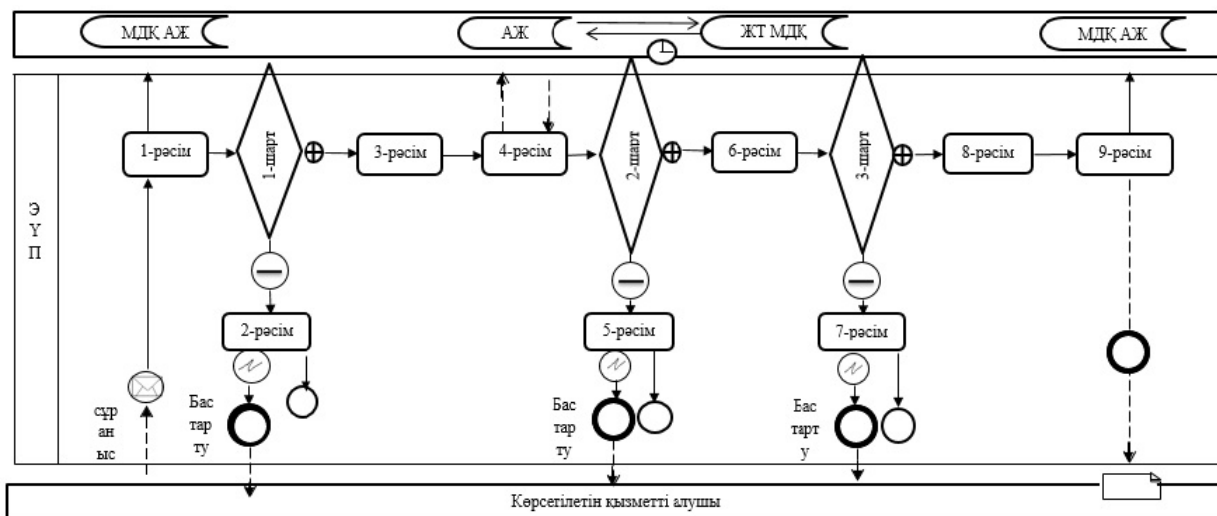 МДҚ АЖ
АЖ
ЖТ МДҚ
МДҚ АЖ
Э
Ү
П
1-рәсім
1-шарт
3-рәсім
4-рәсім
2-шарт
6-рәсім
3-шарт
8-рәсім
9-рәсім
2-рәсім
5-рәсім
7-рәсім
сұр
ан
ыс
Бас
тар
ту
Бас
тар
ту
Бас
тарт
у
Көрсетілетін қызметті алушы